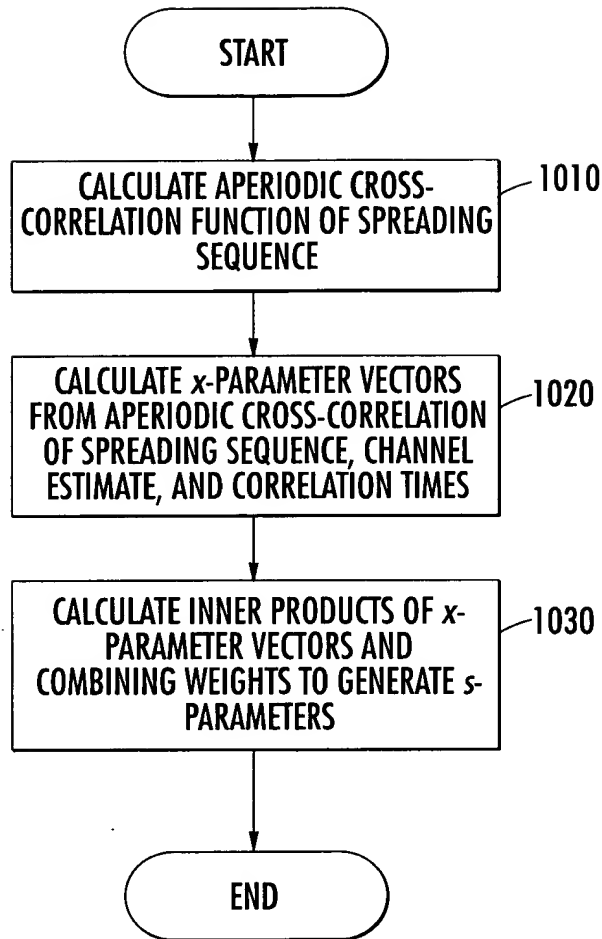 START
CALCULATE APERIODIC CROSS-
CORRELATION FUNCTION OF SPREADING
SEQUENCE
1010
CALCULATE x-PARAMETER VECTORS
FROM APERIODIC CROSS-CORRELATION
OF SPREADING SEQUENCE, CHANNEL
ESTIMATE, AND CORRELATION TIMES
1020
CALCULATE INNER PRODUCTS OF x-
PARAMETER VECTORS AND
COMBINING WEIGHTS TO GENERATE s-
PARAMETERS
1030
END